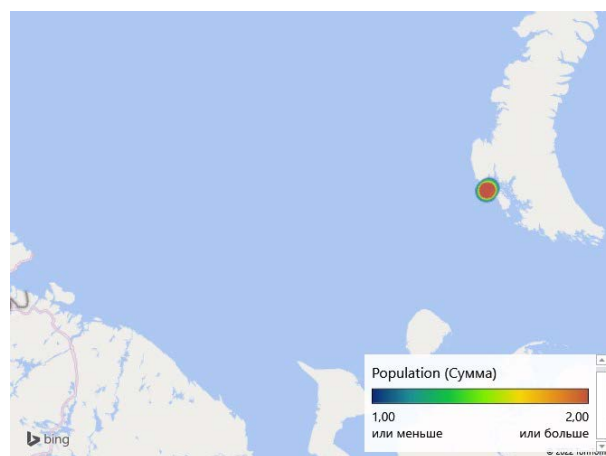 Population (Сумма)
1,00 2,00
или меньше или больше
bing